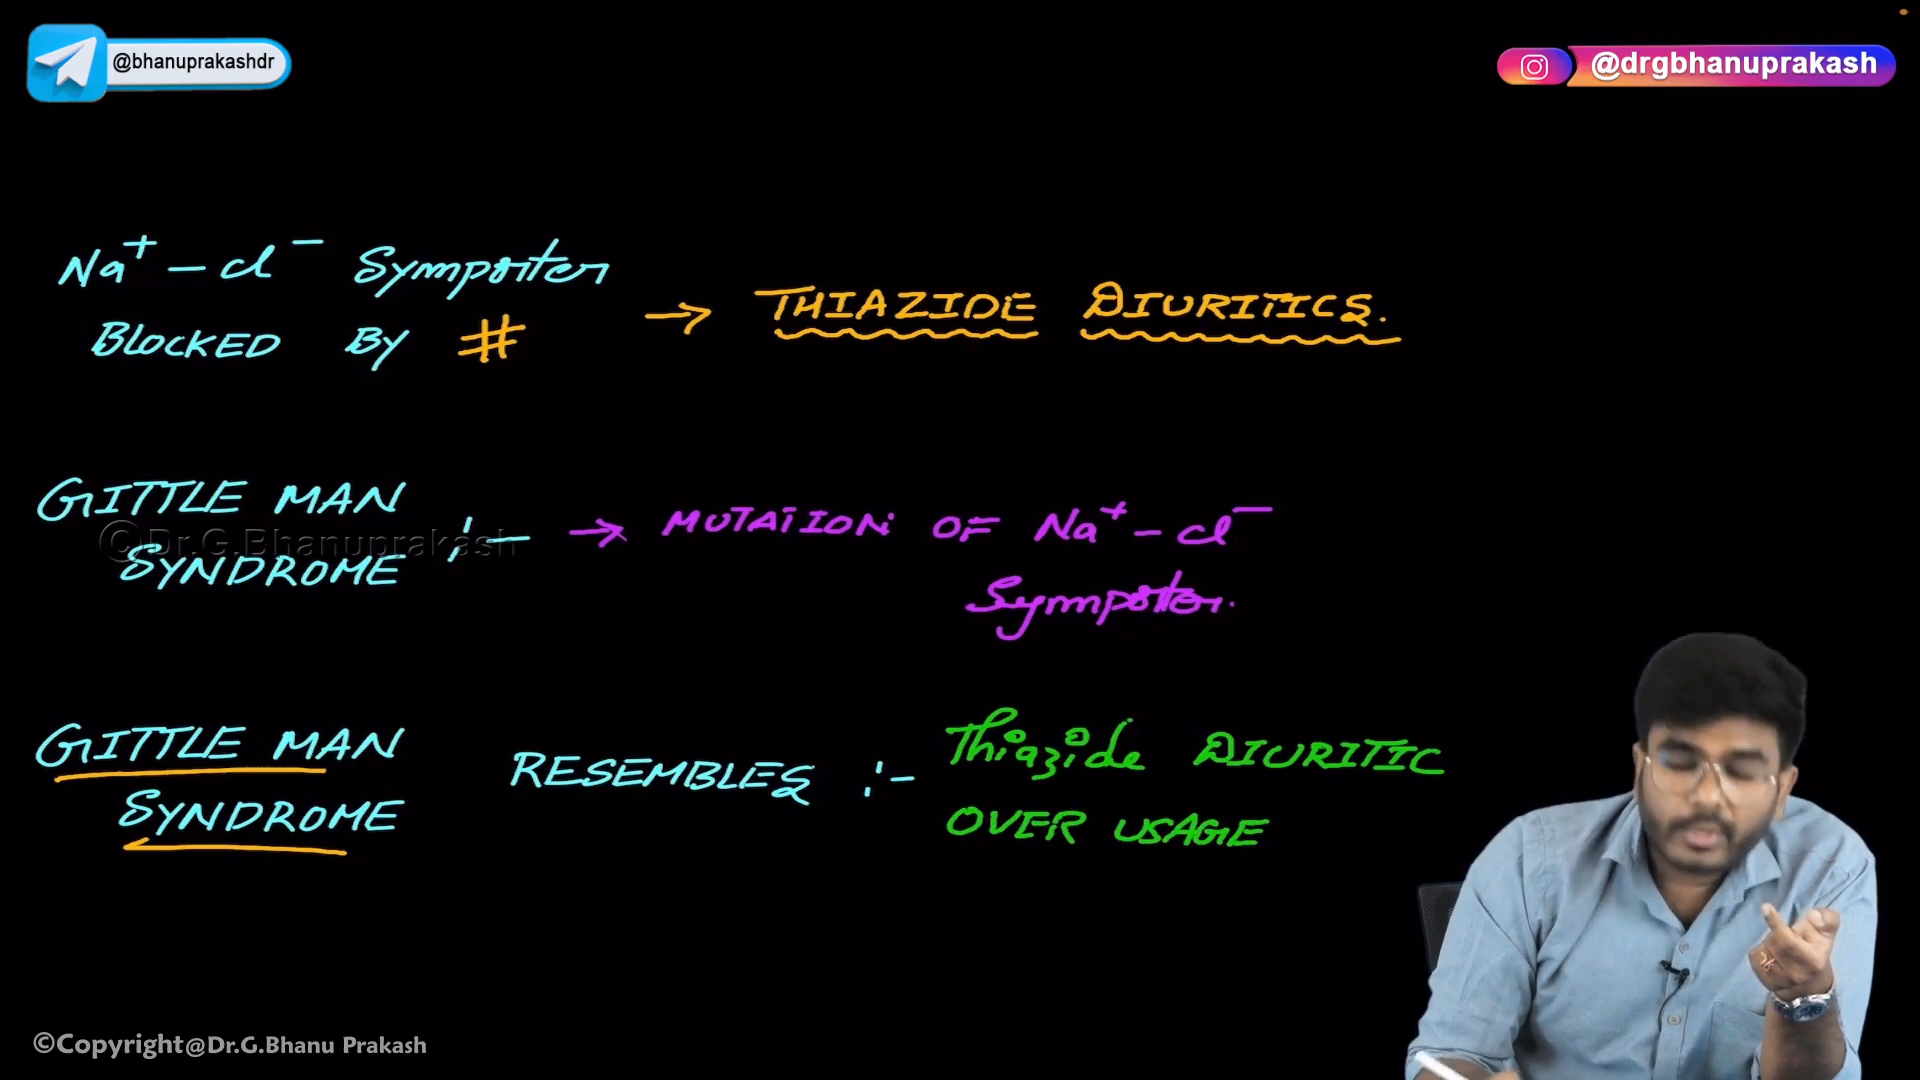 @bhanuprakashdr
@drgbhanuprakash
Na+ - Cl- Symporter
BLOCKED BY #
→ THIAZIDE DIURITICS.
GITTLE MAN
SYNDROME :-
→ MUTATION OF Na+ - Cl-
Symporter.
©Dr.G.Bhanuprakash
GITTLE MAN
SYNDROME
RESEMBLES :-
Thiazide DIURITIC
OVER USAGE
©Copyright@Dr.G.Bhanu Prakash